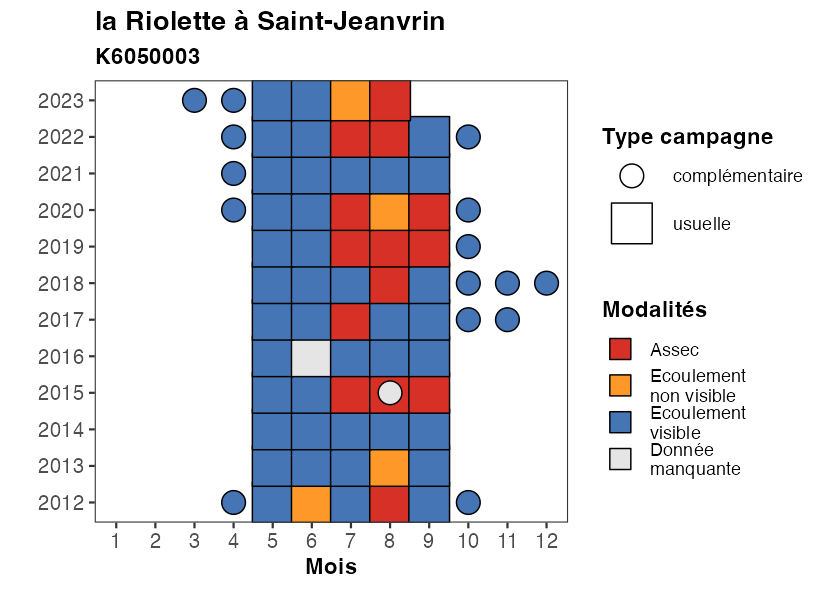 la Riolette à Saint-Jeanvrin
K6050003
2023
2022
2021
2020
2019
2018
2017
2016
2015
2014
2013
2012
1 2 3 4 5 6 7 8 9 10 11 12
Mois
Type campagne
complémentaire
usuelle
Modalités
Assec
Ecoulement
non visible
Ecoulement
visible
Donnée
manquante